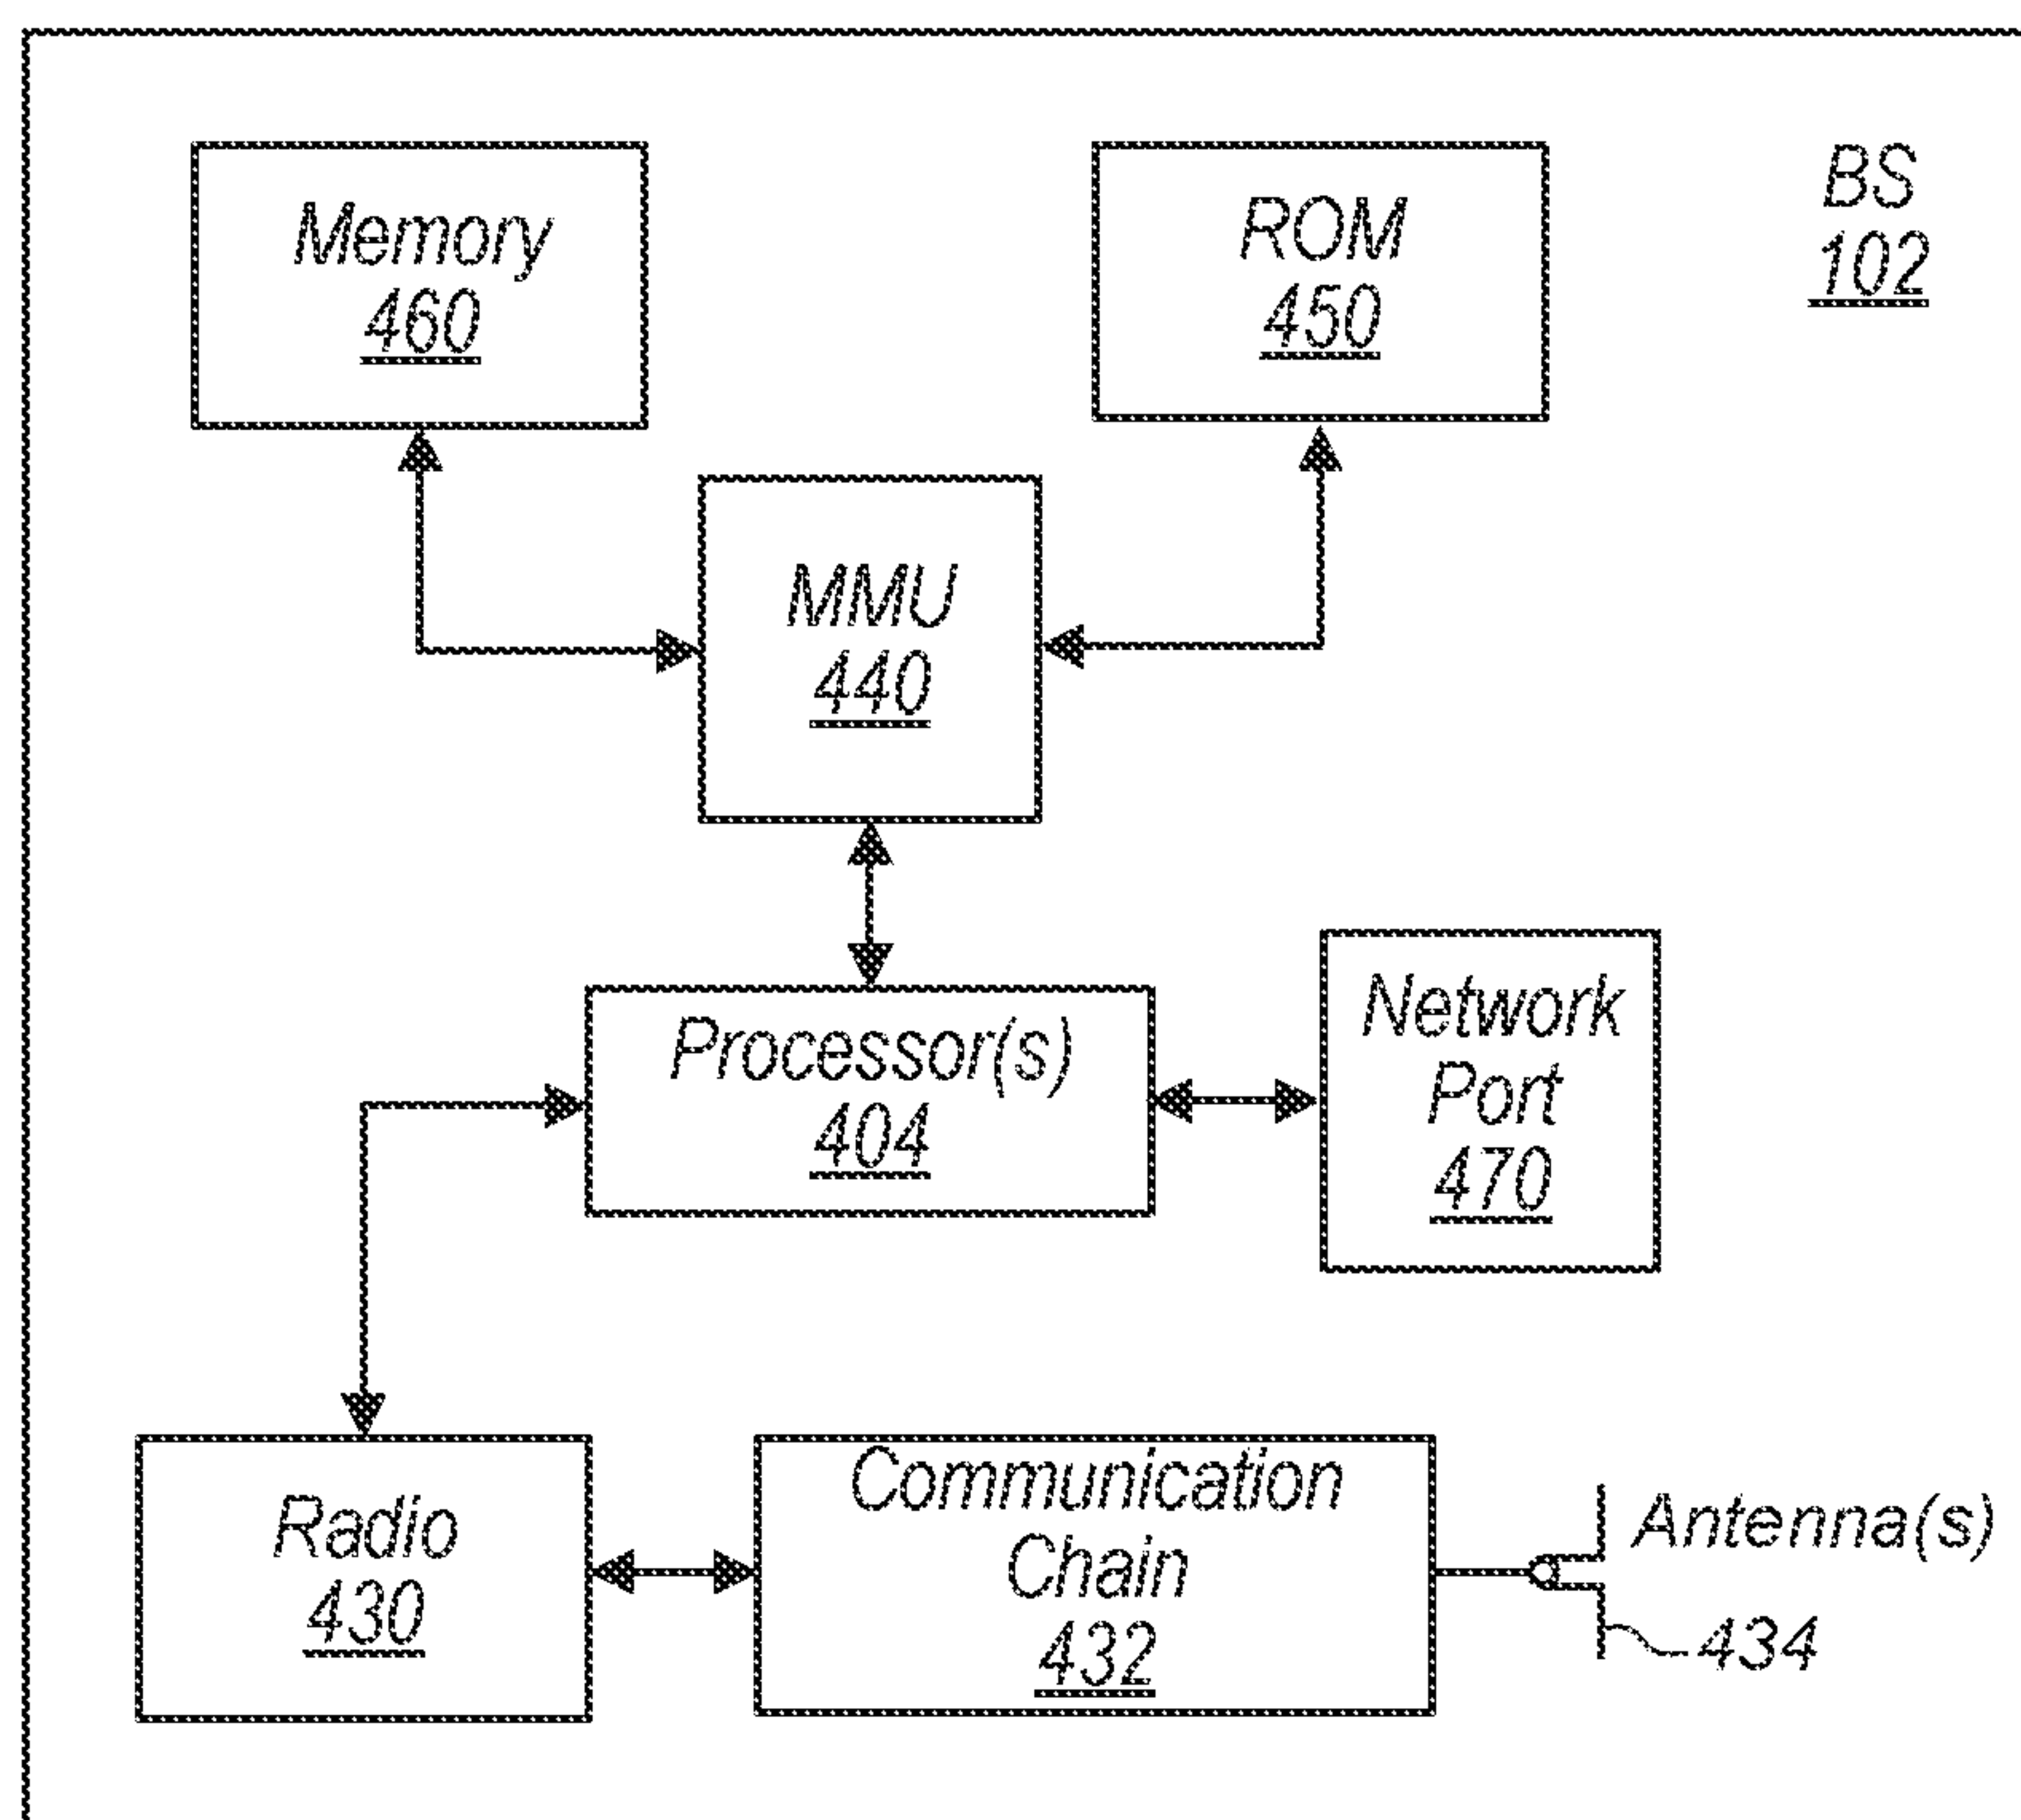 Memory
460
ROM
450
BS
102
MMU
440
Processor(s)
404
Network
Port
470
Radio
430
Communication
Chain
432
Antenna(s)
434